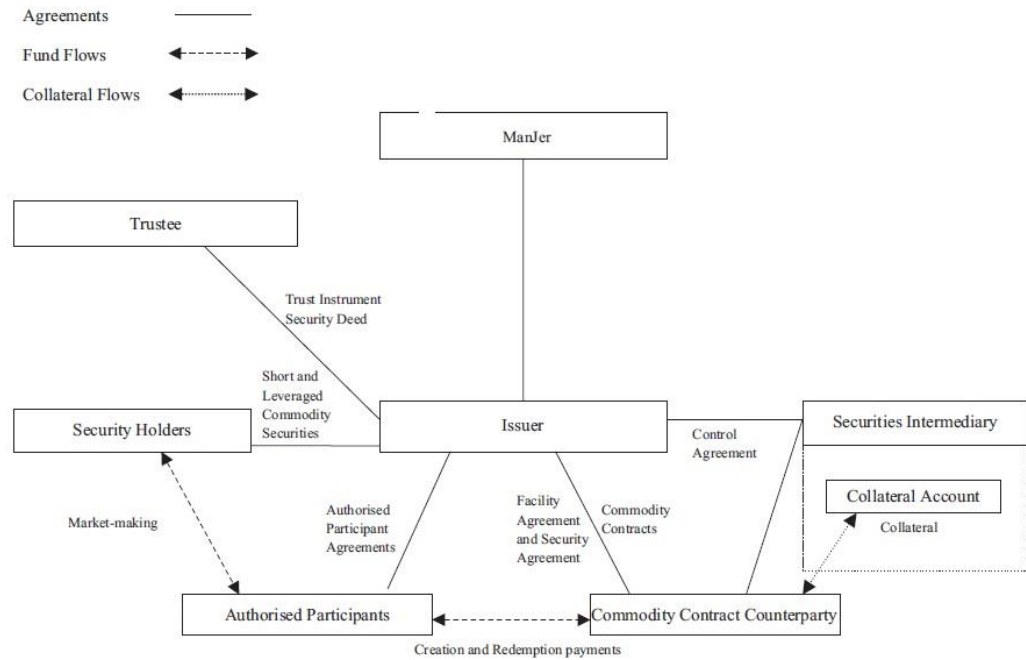 Agreements
Fund Flows
Collateral Flows
ManJer
Trustee
Trust Instrument
Security Deed
Short and
Leveraged
Commodity
Securities
Security Holders
Issuer
Securities Intermediary
Control
Agreement
Collateral Account
Collateral
Market-making
Authorised
Participant
Agreements
Facility
Agreement
and Security
Agreement
Commodity
Contracts
Authorised Participants
Commodity Contract Counterparty
Creation and Redemption payments